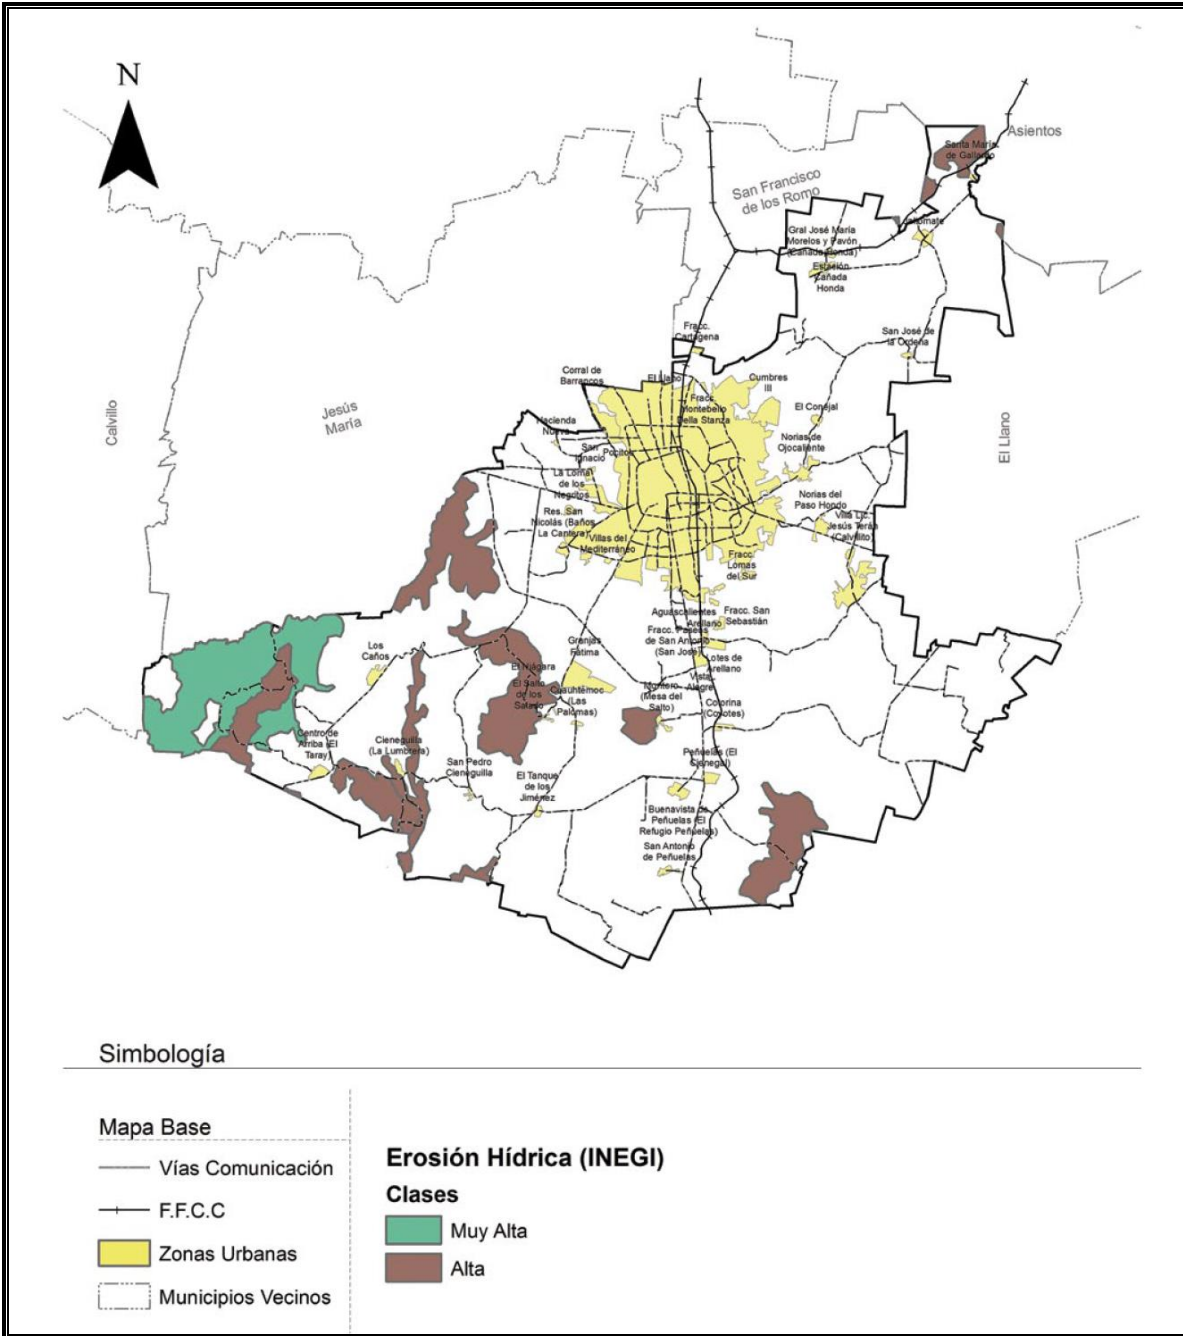 N
Asientos
Santa María
de Gallardo
San Francisco
de los Romo
Gral José María
Morelos y Pavón
(Cañada Honda)
Estación
Cañada
Honda
Fracc.
Cartagena
San José de
la Ordeña
Corral de
Barrancos
El Llano
Cumbres
III
Fracc.
Montebello
Della Stanza
El Conejal
Calvillo
Jesús
María
Hacienda
Nueva
Norias de
Ojocaliente
El Llano
San
Ignacio
Pocitos
La Loma
de los
Negritos
Norias del
Paso Hondo
Res. San
Nicolás (Baños
La Cantera)
Villa Lic.
Jesús Terán
(Calvillito)
Villas del
Mediterráneo
Fracc.
Lomas
del Sur
Aguascalientes
Arellano
Fracc. San
Sebastián
Fracc. Paseos
de San Antonio
(San José)
Granjas
Fátima
Los
Caños
Lotes de
Arellano
El Niágara
Vista
Alegre
El Salto
de los
Salado
Cuauhtémoc
(Las
Palomas)
Montoro
(Mesa del
Salto)
Cotorina
(Coyotes)
Centro de
Arriba (El
Taray)
Cieneguilla
(La Lumbrera)
San Pedro
Cieneguilla
Peñuelas (El
Cienegal)
El Tanque
de los
Jiménez
Buenavista de
Peñuelas (El
Refugio Peñuelas)
San Antonio
de Peñuelas
Simbología
Mapa Base
Vías Comunicación
F.F.C.C
Zonas Urbanas
Municipios Vecinos
Erosión Hídrica (INEGI)
Clases
Muy Alta
Alta